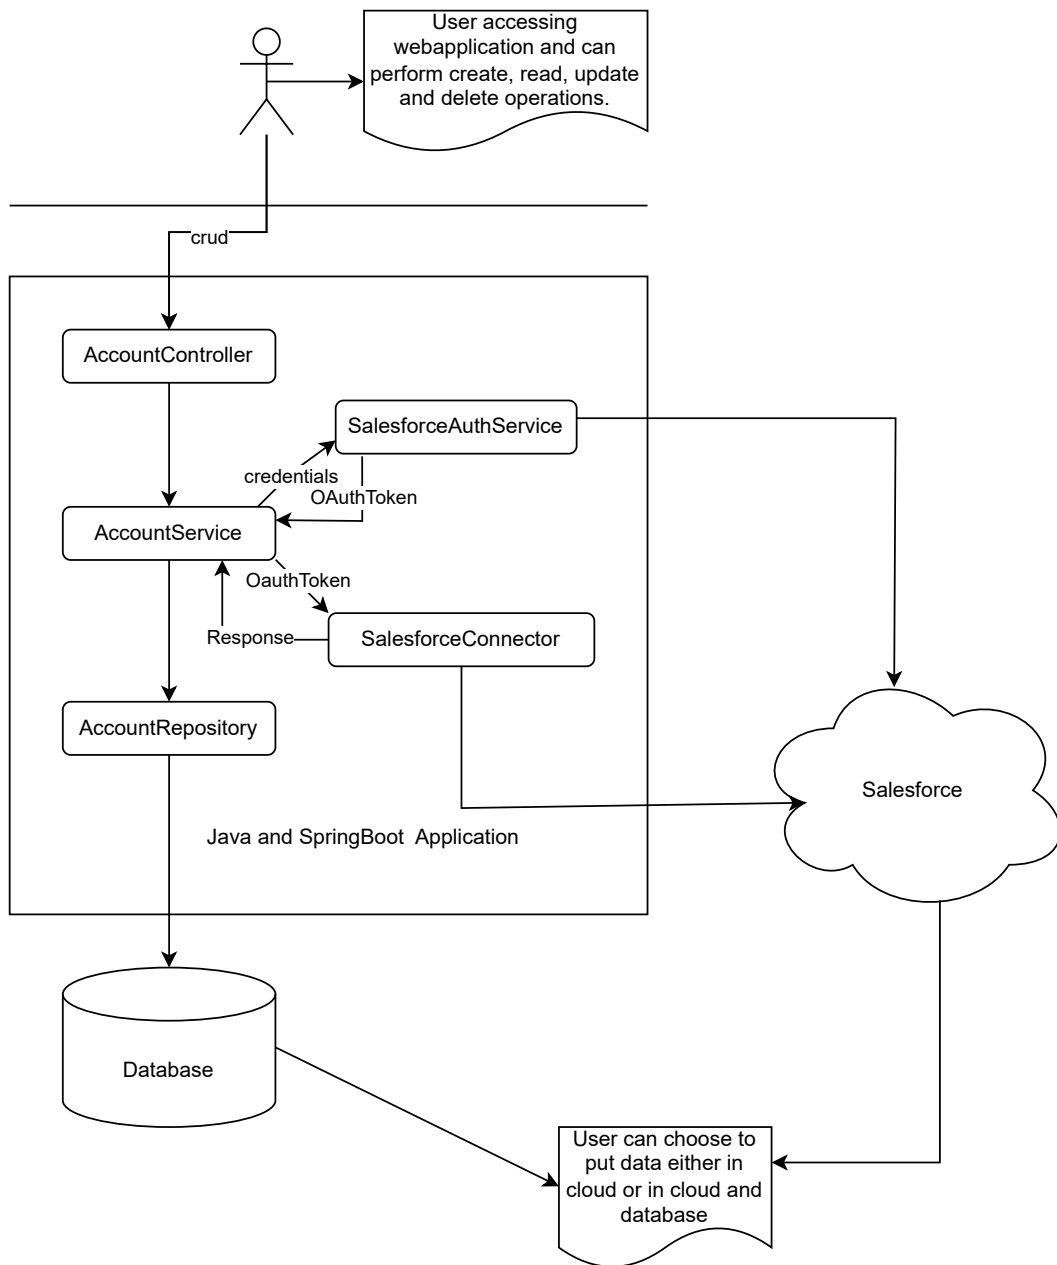 User accessing
webapplication and can
perform create, read, update
and delete operations.
crud
AccountController
SalesforceAuthService
credentials
OAuthToken
AccountService
OauthToken
Response
SalesforceConnector
AccountRepository
Salesforce
Java and SpringBoot  Application
Database
User can choose to
put data either in
cloud or in cloud and
database